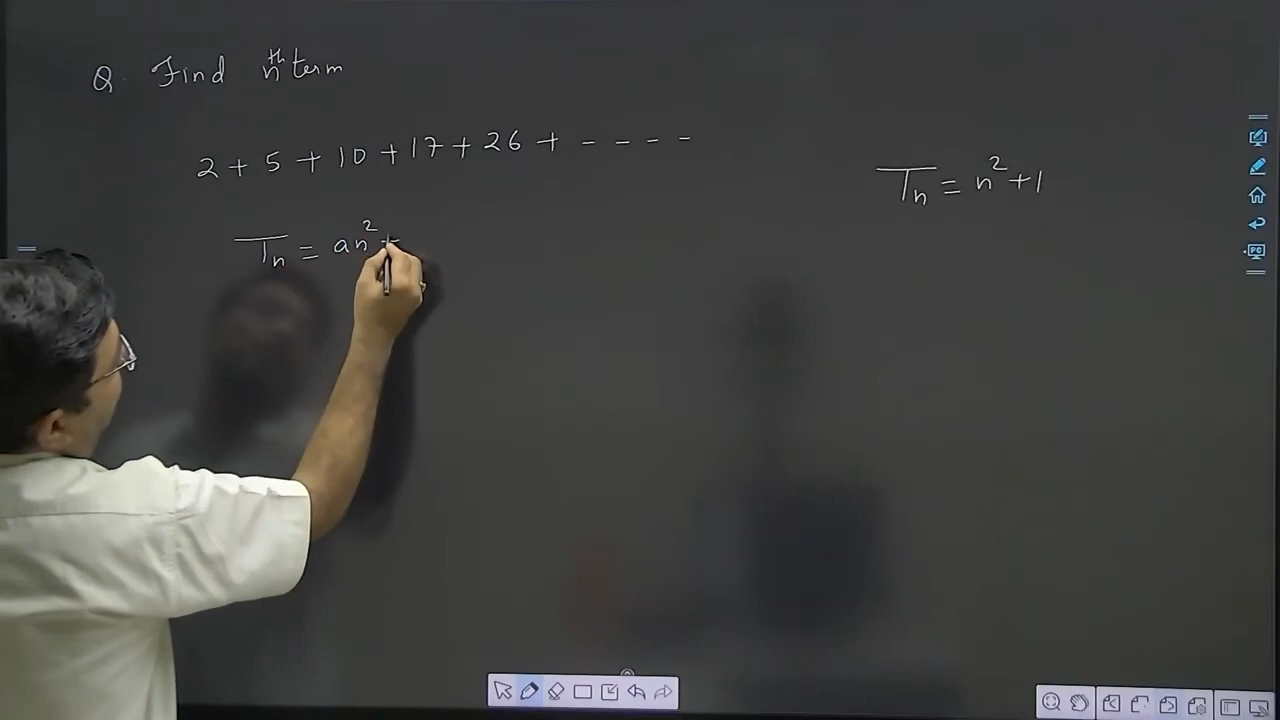 Q. Find nth term
2 + 5 + 10 + 17 + 26 + - - - -
Tn = n² + 1
Tn = an² +